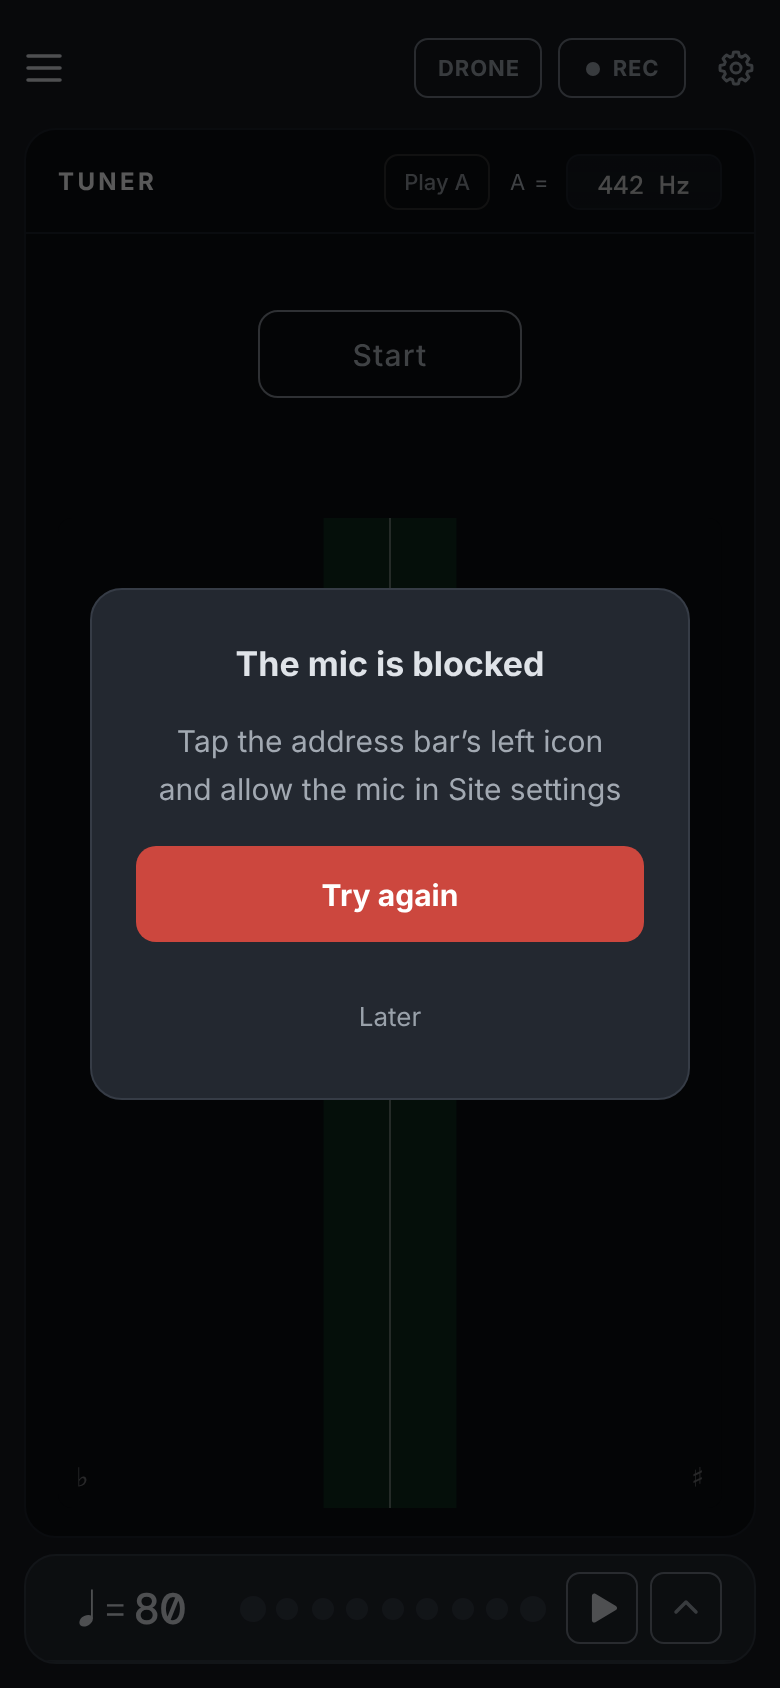 DRONE
REC
TUNER
Play A
A =
442 Hz
Start
The mic is blocked
Tap the address bar’s left icon
and allow the mic in Site settings
Try again
Later
♭
♯
♩ = 80